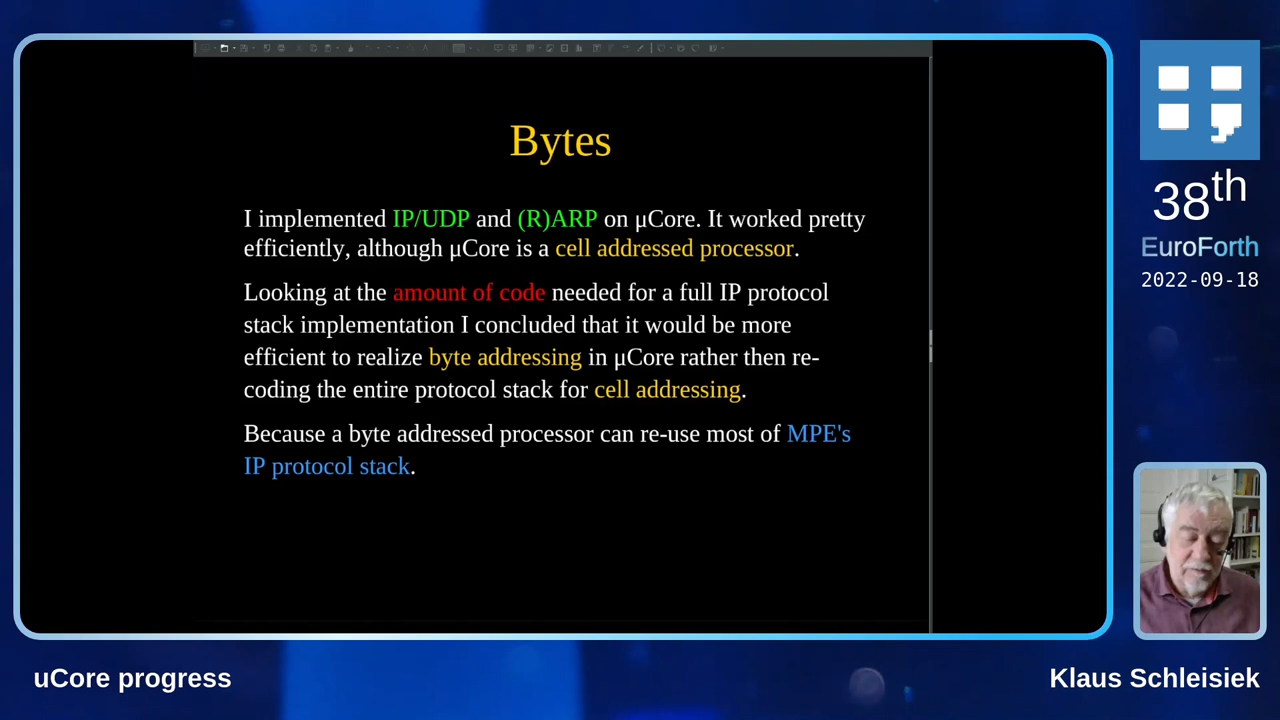 Bytes
I implemented IP/UDP and (R)ARP on μCore. It worked pretty
efficiently, although μCore is a cell addressed processor.
Looking at the amount of code needed for a full IP protocol
stack implementation I concluded that it would be more
efficient to realize byte addressing in μCore rather then re-
coding the entire protocol stack for cell addressing.
Because a byte addressed processor can re-use most of MPE's
IP protocol stack.
38th
EuroForth
2022-09-18
uCore progress
Klaus Schleisiek